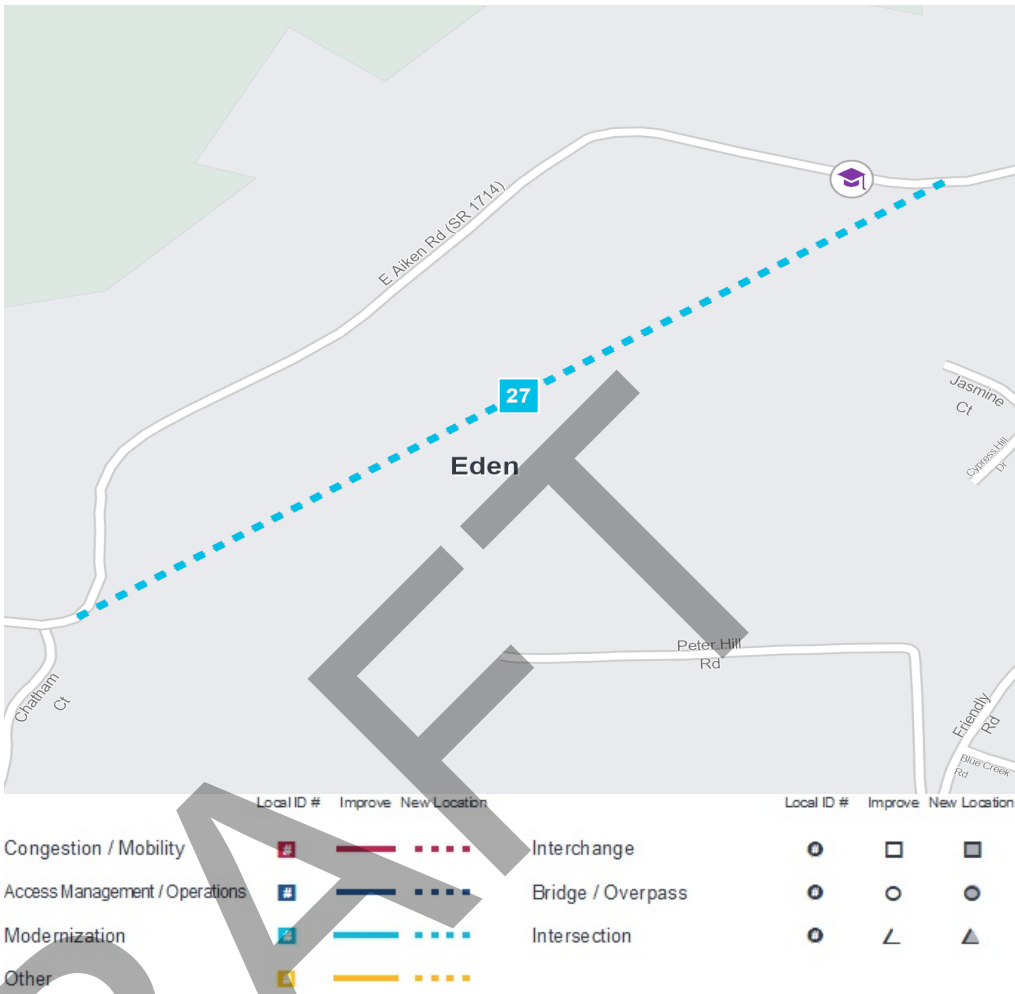 E Aiken Rd (SR 1714)
27
Eden
Jasmine
Ct
Cypress Hill
Dr
Peter Hill
Rd
Chatham
Ct
Friendly
Rd
Blue Creek
Rd
DRAFT
Local ID # Improve New Location
Congestion / Mobility #
Access Management / Operations #
Modernization #
Other #
Local ID # Improve New Location
Interchange #
Bridge / Overpass #
Intersection #